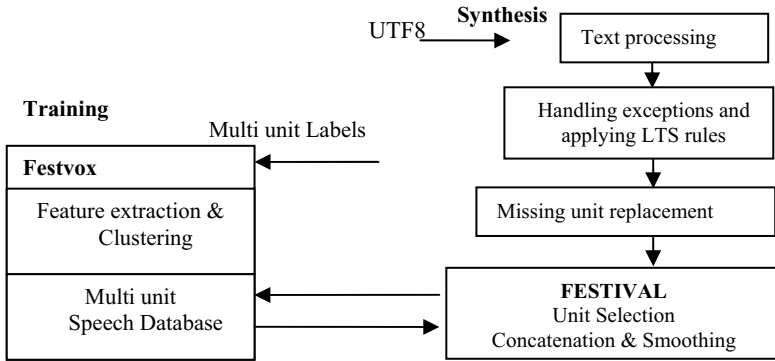 Synthesis
UTF8
Text processing
Training
Handling exceptions and
applying LTS rules
Multi unit Labels
Festvox
Feature extraction &
Clustering
Missing unit replacement
Multi unit
Speech Database
FESTIVAL
Unit Selection
Concatenation & Smoothing